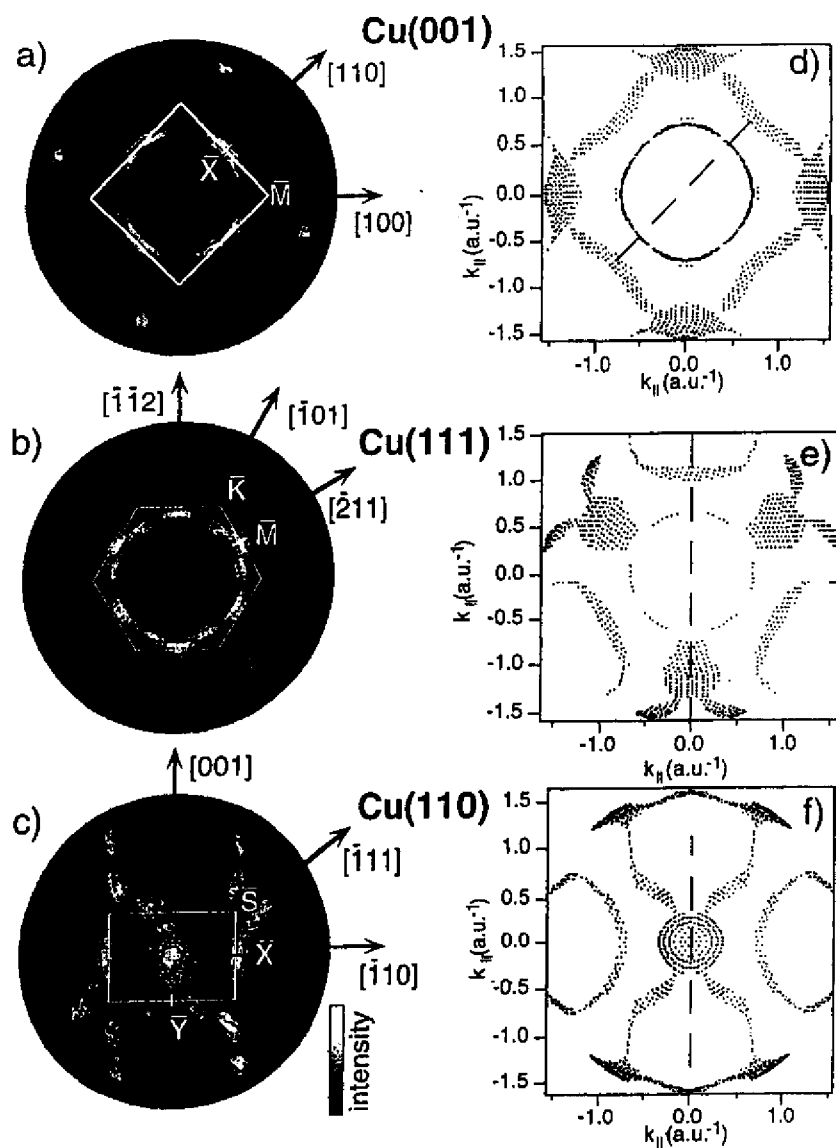 Cu(001)
a)
[110]
X̄
M̄
[100]
d)
1.5
1.0
0.5
0.0
-0.5
-1.0
-1.5
k||(a.u.-1)
-1.0 0.0 1.0
k||(a.u.-1)
Cu(111)
b)
[1̄1̄2]
[1̄01]
[2̄11]
K̄
M̄
e)
1.5
1.0
0.5
0.0
-0.5
-1.0
-1.5
k||(a.u.-1)
-1.0 0.0 1.0
k||(a.u.-1)
Cu(110)
c)
[001]
[1̄11]
S̄
X̄
[1̄10]
Ȳ
intensity
f)
1.5
1.0
0.5
0.0
-0.5
-1.0
-1.5
k||(a.u.-1)
-1.0 0.0 1.0
k||(a.u.-1)